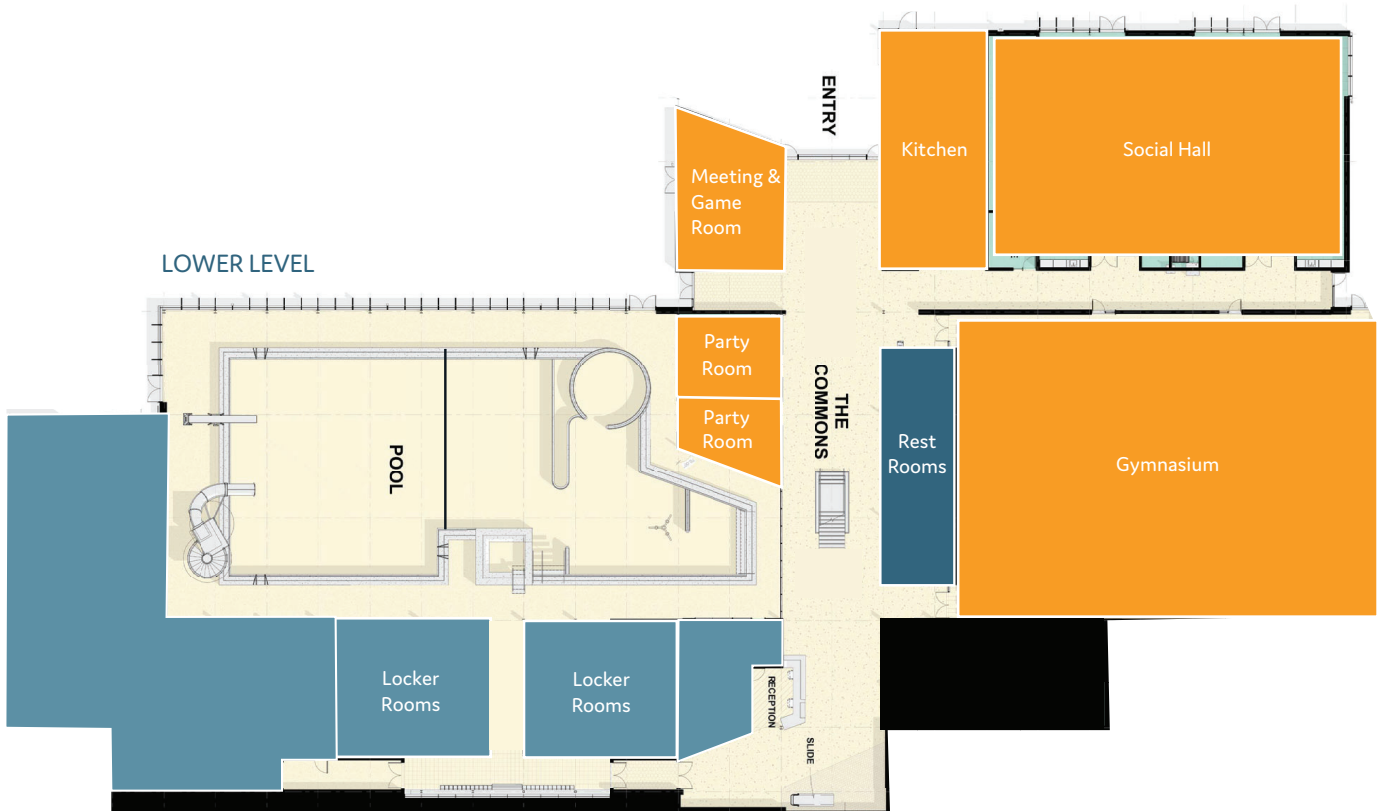 ENTRY
Kitchen
Social Hall
Meeting &
Game
Room
LOWER LEVEL
Party
Room
Party
Room
THE
COMMONS
POOL
Rest
Rooms
Gymnasium
Locker
Rooms
Locker
Rooms
RECEPTION
SLIDE